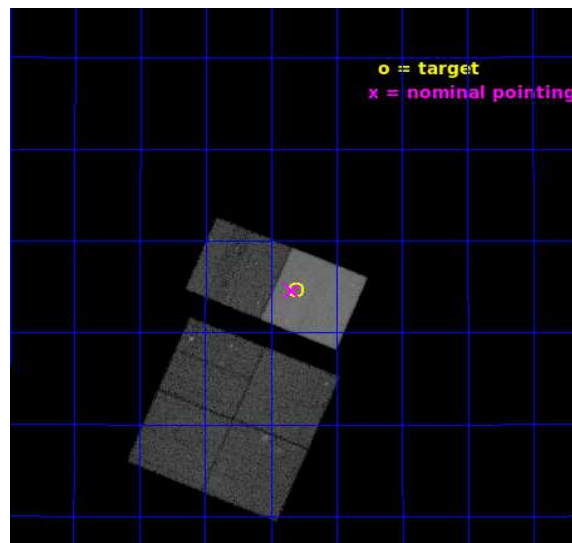 o = target
x = nominal pointing